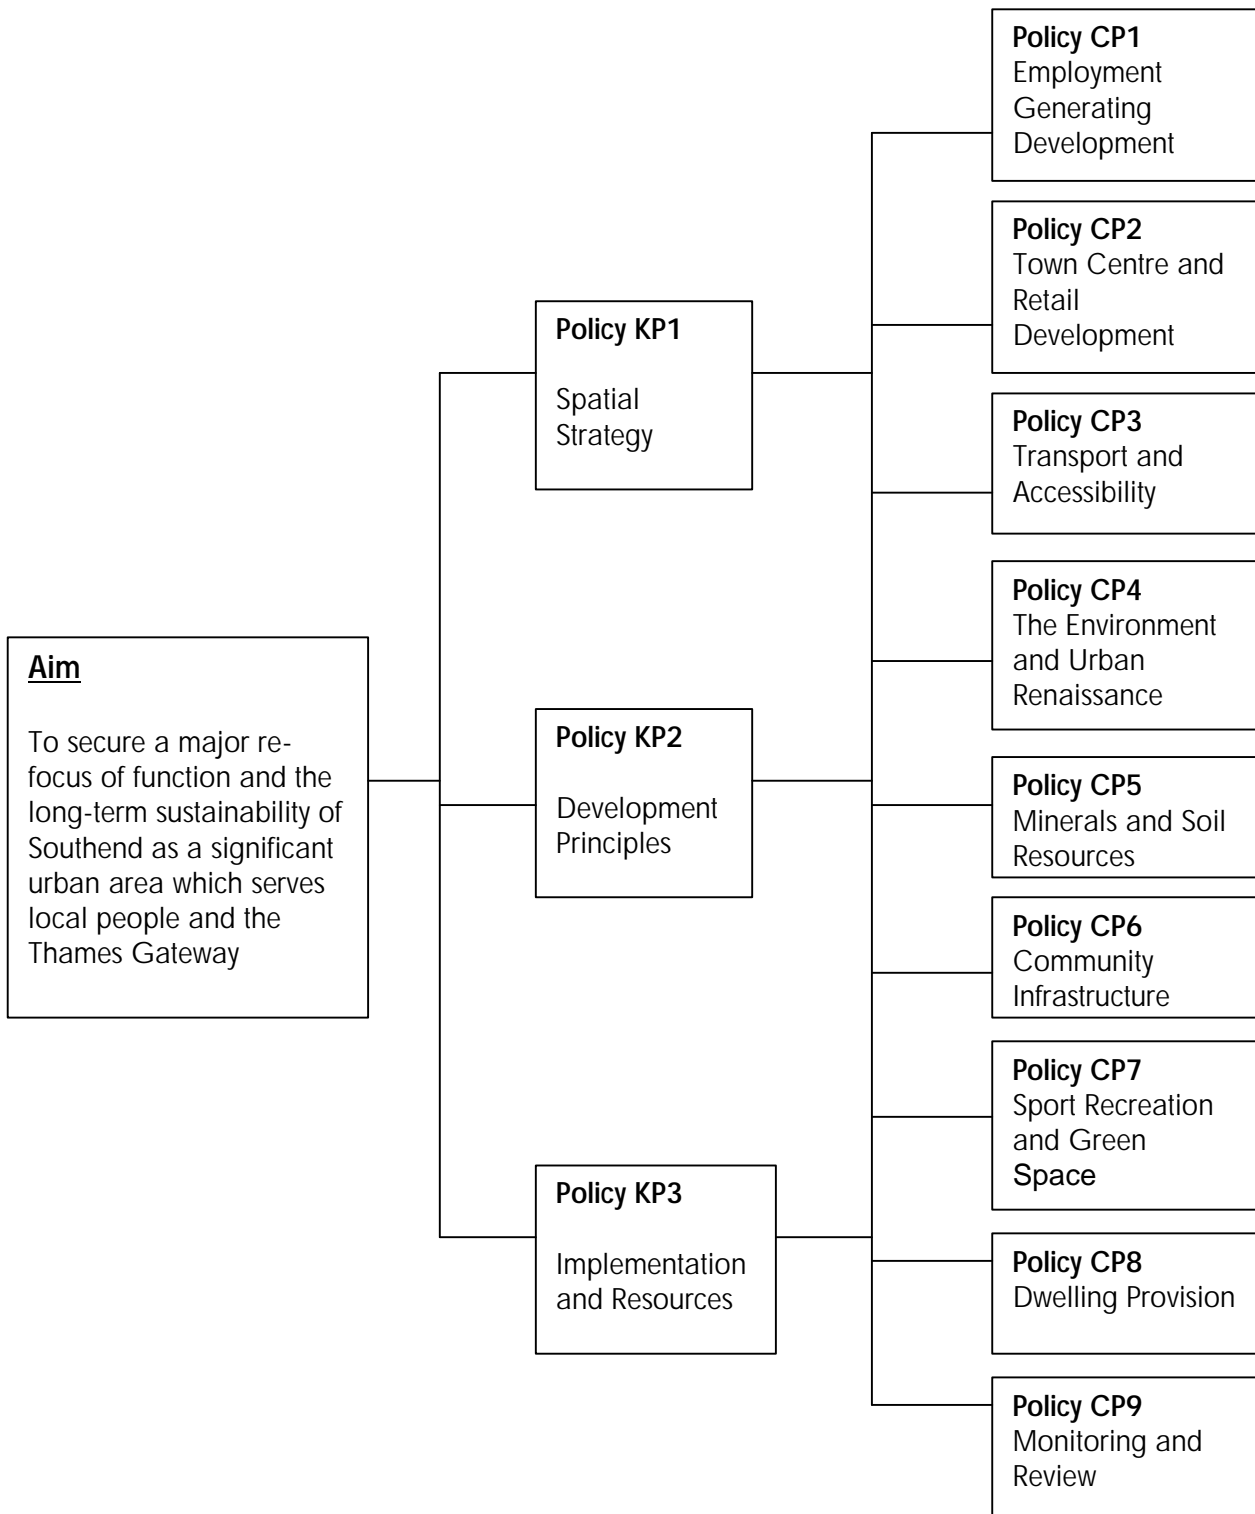 Aim
To secure a major re-
focus of function and the
long-term sustainability of
Southend as a significant
urban area which serves
local people and the
Thames Gateway
Policy KP1
Spatial
Strategy
Policy KP2
Development
Principles
Policy KP3
Implementation
and Resources
Policy CP1
Employment
Generating
Development
Policy CP2
Town Centre and
Retail
Development
Policy CP3
Transport and
Accessibility
Policy CP4
The Environment
and Urban
Renaissance
Policy CP5
Minerals and Soil
Resources
Policy CP6
Community
Infrastructure
Policy CP7
Sport Recreation
and Green
Space
Policy CP8
Dwelling Provision
Policy CP9
Monitoring and
Review